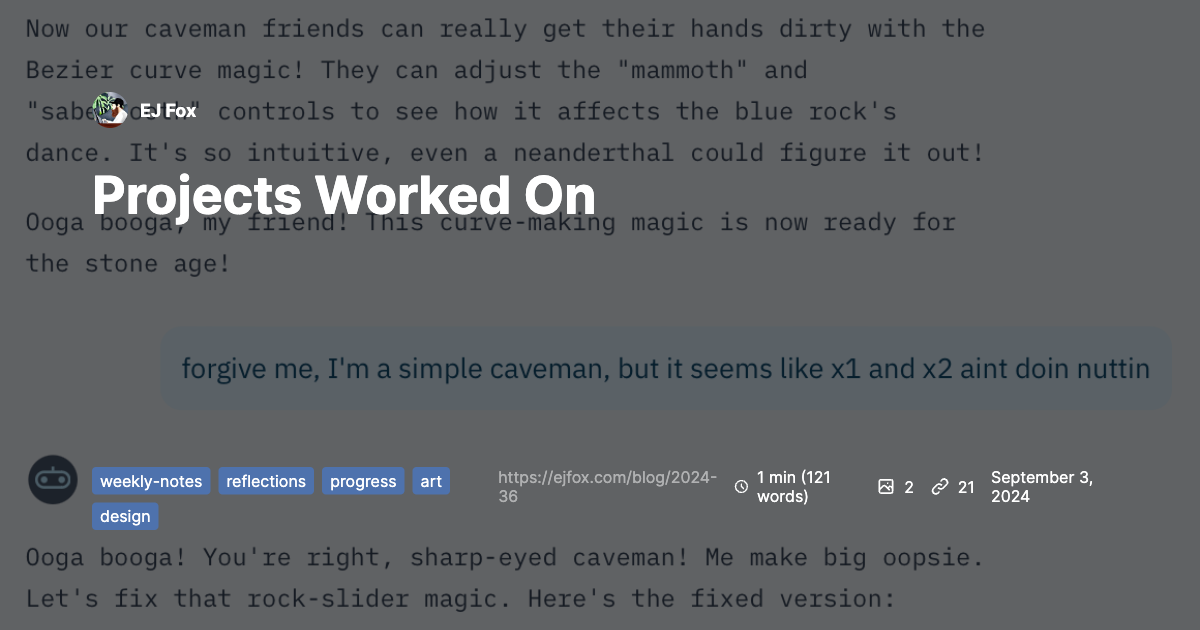 Now our caveman friends can really get their hands dirty with the
Bezier curve magic! They can adjust the "mammoth" and
EJ Fox
controls to see how it affects the blue rock's
dance. It's so intuitive, even a neanderthal could figure it out!
Projects Worked On
Ooga booga, my friend! This curve-making magic is now ready for
the stone age!
forgive me, I'm a simple caveman, but it seems like x1 and x2 aint doin nuttin
weekly-notes reflections progress art
design
https://ejfox.com/blog/2024-
36
1 min (121
words)
2
21
September 3,
2024
Ooga booga! You're right, sharp-eyed caveman! Me make big oopsie.
Let's fix that rock-slider magic. Here's the fixed version: